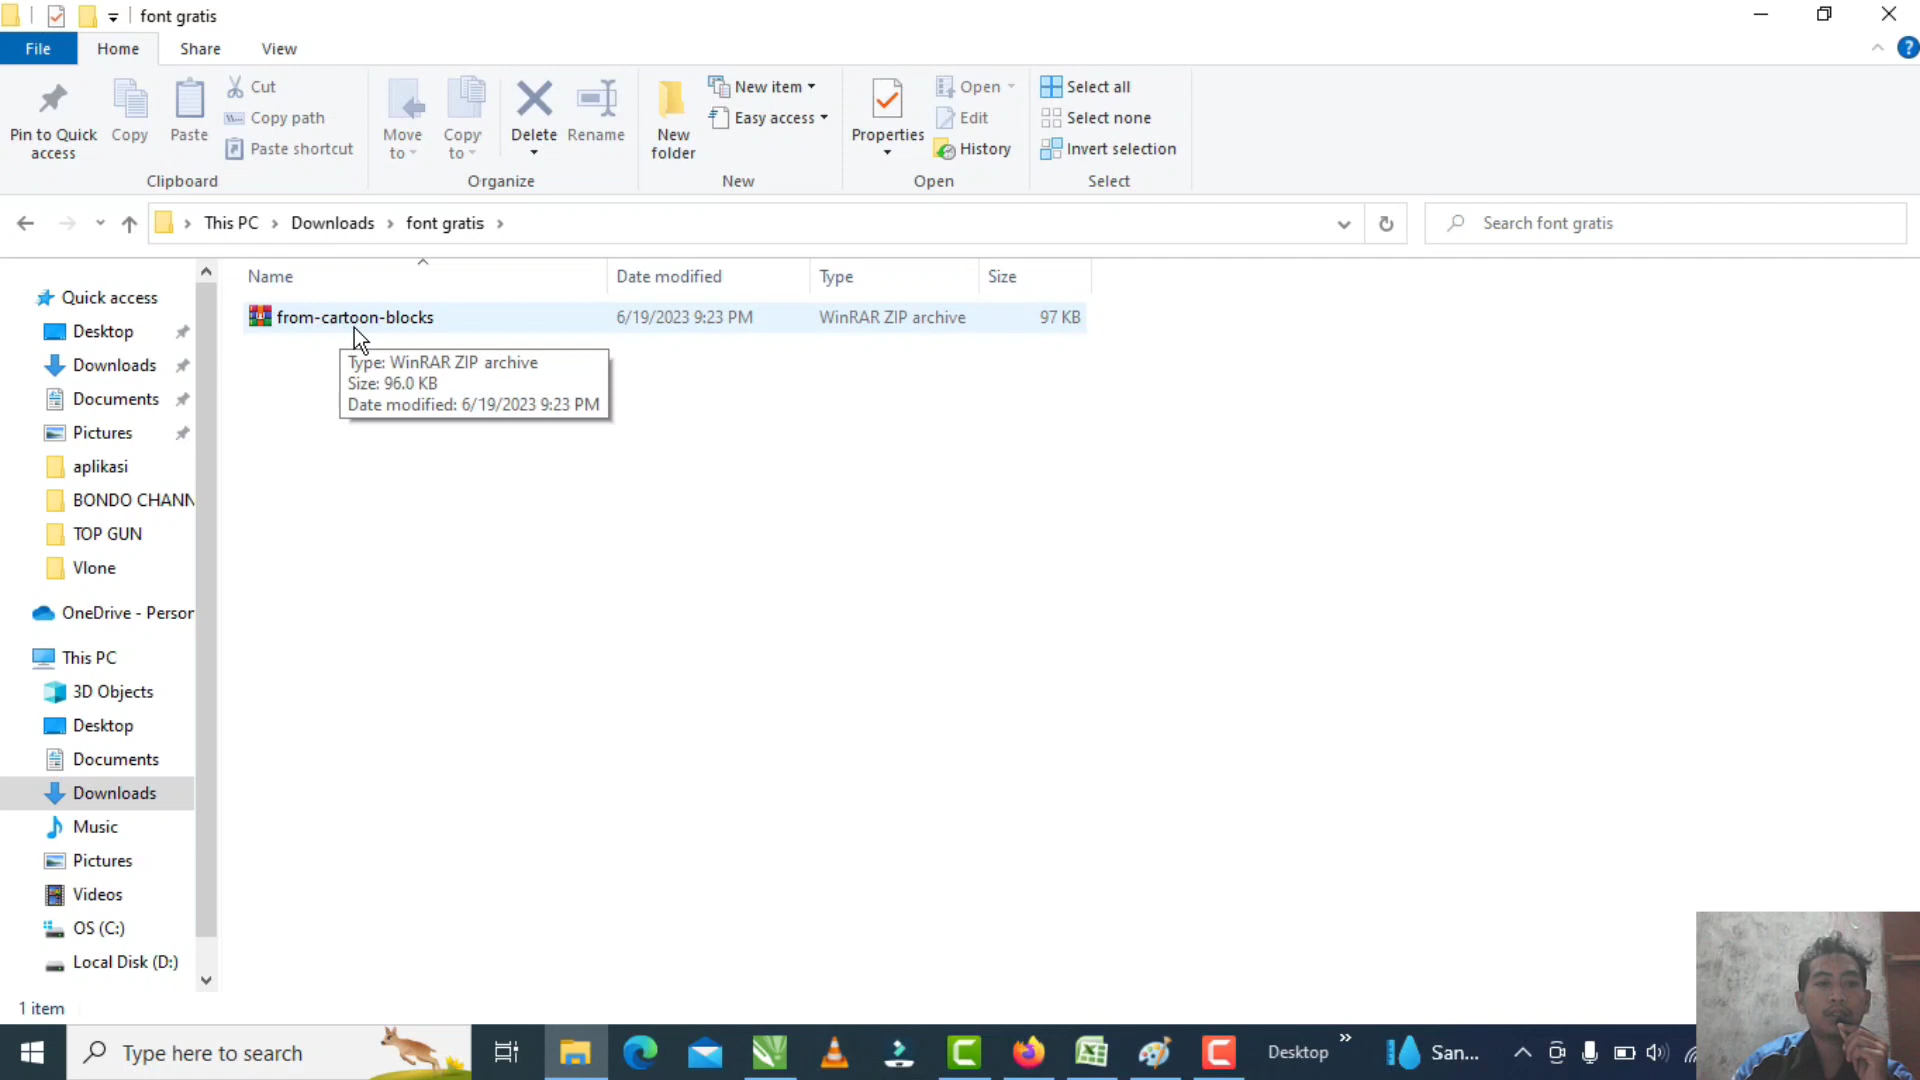 font gratis
File Home Share View
Pin to Quick access
Copy
Paste
Cut
Copy path
Paste shortcut
Clipboard
Move to
Copy to
Delete
Rename
Organize
New folder
New item
Easy access
New
Properties
Open
Edit
History
Open
Select all
Select none
Invert selection
Select
This PC > Downloads > font gratis >
Search font gratis
Name Date modified Type Size
from-cartoon-blocks 6/19/2023 9:23 PM WinRAR ZIP archive 97 KB
Type: WinRAR ZIP archive
Size: 96.0 KB
Date modified: 6/19/2023 9:23 PM
Quick access
Desktop
Downloads
Documents
Pictures
aplikasi
BONDO CHANN
TOP GUN
Vlone
OneDrive - Person
This PC
3D Objects
Desktop
Documents
Downloads
Music
Pictures
Videos
OS (C:)
Local Disk (D:)
1 item
Type here to search
Desktop
San...